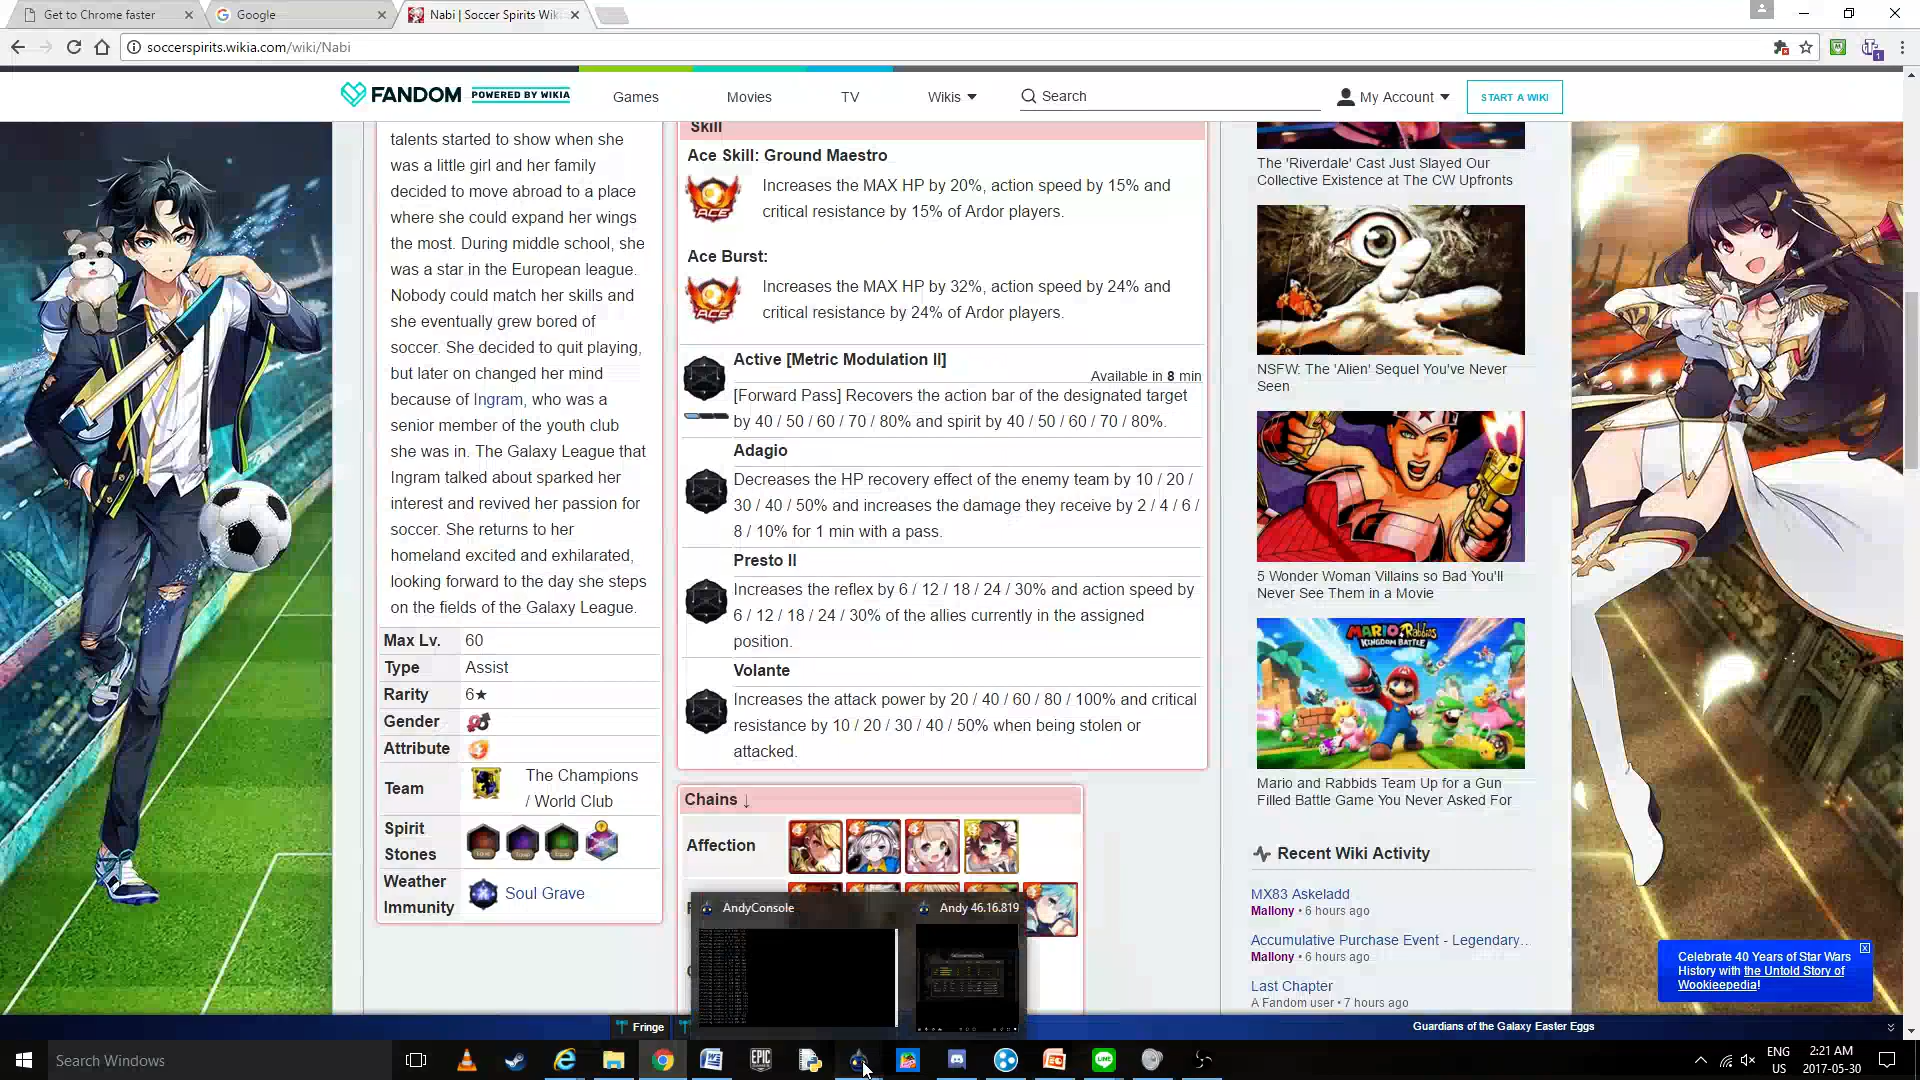 Get to Chrome faster
Google
Nabi | Soccer Spirits Wiki
soccerspirits.wikia.com/wiki/Nabi
FANDOM POWERED BY WIKIA
Games
Movies
TV
Wikis
Search
My Account
START A WIKI
talents started to show when she
was a little girl and her family
decided to move abroad to a place
where she could expand her wings
the most. During middle school, she
was a star in the European league.
Nobody could match her skills and
she eventually grew bored of
soccer. She decided to quit playing,
but later on changed her mind
because of Ingram, who was a
senior member of the youth club
she was in. The Galaxy League that
Ingram talked about sparked her
interest and revived her passion for
soccer. She returns to her
homeland excited and exhilarated,
looking forward to the day she steps
on the fields of the Galaxy League.
Max Lv. 60
Type Assist
Rarity 6★
Gender
Attribute
Team The Champions
/ World Club
Spirit
Stones
Weather
Immunity Soul Grave
Skill
Ace Skill: Ground Maestro
ACE
Increases the MAX HP by 20%, action speed by 15% and
critical resistance by 15% of Ardor players.
Ace Burst:
ACE
Increases the MAX HP by 32%, action speed by 24% and
critical resistance by 24% of Ardor players.
Active [Metric Modulation II]
Available in 8 min
[Forward Pass] Recovers the action bar of the designated target
by 40 / 50 / 60 / 70 / 80% and spirit by 40 / 50 / 60 / 70 / 80%.
Adagio
Decreases the HP recovery effect of the enemy team by 10 / 20 /
30 / 40 / 50% and increases the damage they receive by 2 / 4 / 6 /
8 / 10% for 1 min with a pass.
Presto II
Increases the reflex by 6 / 12 / 18 / 24 / 30% and action speed by
6 / 12 / 18 / 24 / 30% of the allies currently in the assigned
position.
Volante
Increases the attack power by 20 / 40 / 60 / 80 / 100% and critical
resistance by 10 / 20 / 30 / 40 / 50% when being stolen or
attacked.
Chains ↓
Affection
AndyConsole
Andy 46.16.819
The 'Riverdale' Cast Just Slayed Our
Collective Existence at The CW Upfronts
NSFW: The 'Alien' Sequel You've Never
Seen
5 Wonder Woman Villains so Bad You'll
Never See Them in a Movie
MARIO + Rabbids
KINGDOM BATTLE
Mario and Rabbids Team Up for a Gun
Filled Battle Game You Never Asked For
Recent Wiki Activity
MX83 Askeladd
Mallony • 6 hours ago
Accumulative Purchase Event - Legendary…
Mallony • 6 hours ago
Last Chapter
A Fandom user • 7 hours ago
Celebrate 40 Years of Star Wars
History with the Untold Story of
Wookieepedia!
Fringe
Guardians of the Galaxy Easter Eggs
Search Windows
EPIC
LINE
ENG
US
2:21 AM
2017-05-30